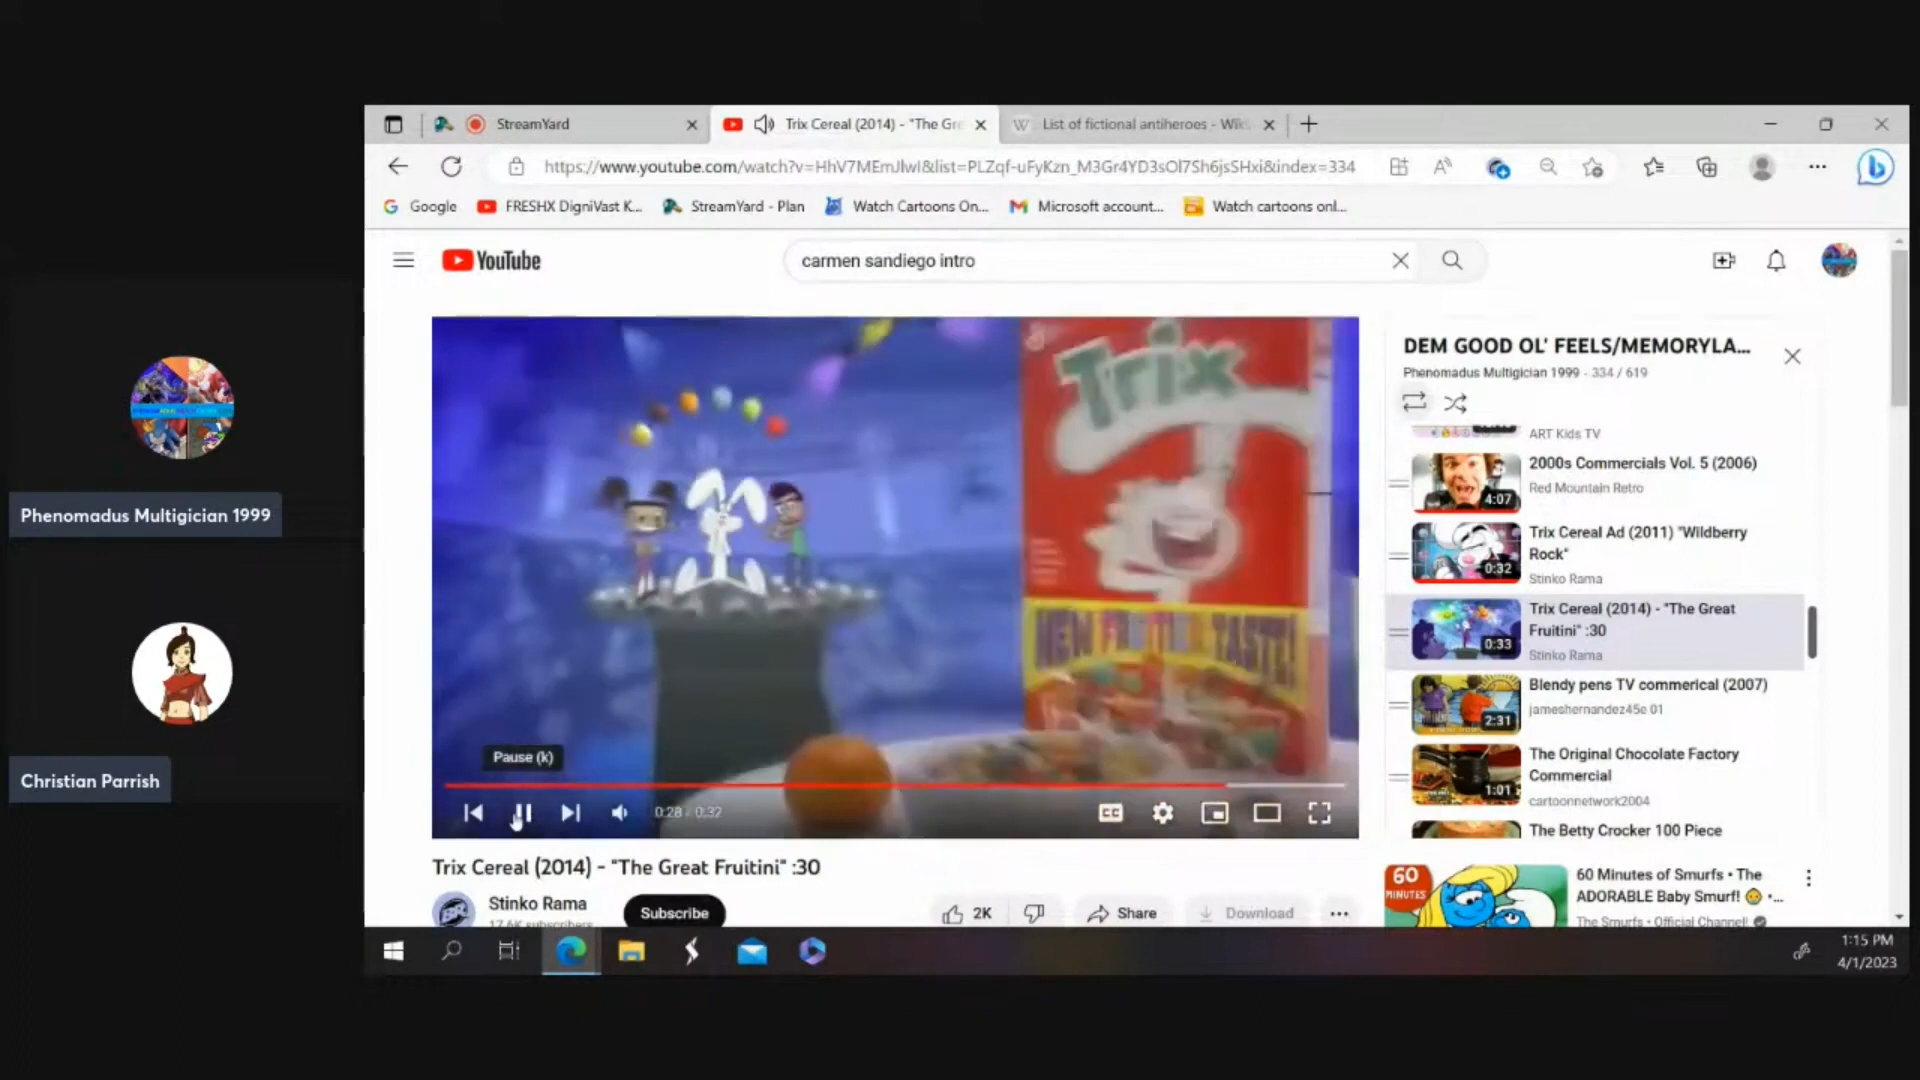 StreamYard
Trix Cereal (2014) - "The Gre
List of fictional antiheroes - Wiki
https://www.youtube.com/watch?v=HhV7MEmJlwI&list=PLZqf-uFyKzn_M3Gr4YD3sOl7Sh6jsSHxi&index=334
Google
FRESHX DigniVast K...
StreamYard - Plan
Watch Cartoons On...
Microsoft account...
Watch cartoons onl...
YouTube
carmen sandiego intro
Phenomadus Multigician 1999
Christian Parrish
Trix
NEW FRUITIER TASTE!
Pause (k)
0:28 / 0:32
CC
Trix Cereal (2014) - "The Great Fruitini" :30
Stinko Rama
17.6K subscribers
Subscribe
2K
Share
Download
DEM GOOD OL' FEELS/MEMORYLA...
Phenomadus Multigician 1999 - 334 / 619
ART Kids TV
2000s Commercials Vol. 5 (2006)
Red Mountain Retro
4:07
Trix Cereal Ad (2011) "Wildberry
Rock"
Stinko Rama
0:32
Trix Cereal (2014) - "The Great
Fruitini" :30
Stinko Rama
0:33
Blendy pens TV commerical (2007)
jameshernandez45e 01
2:31
The Original Chocolate Factory
Commercial
cartoonnetwork2004
1:01
The Betty Crocker 100 Piece
60
MINUTES
60 Minutes of Smurfs • The
ADORABLE Baby Smurf! 👶 •...
The Smurfs • Official Channel!
1:15 PM
4/1/2023